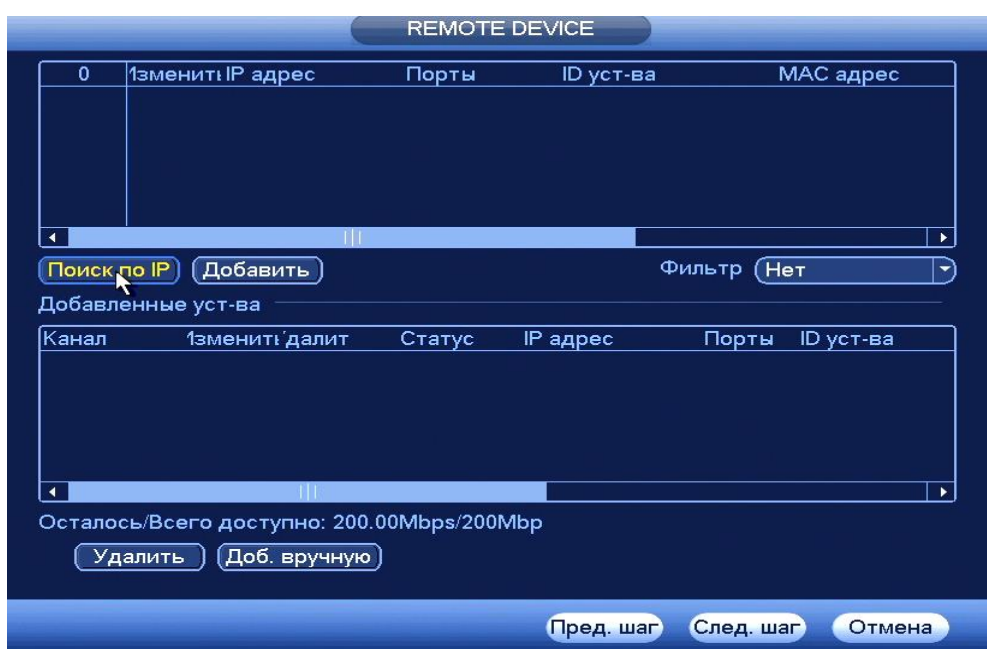 REMOTE DEVICE
0 Изменить IP адрес Порты ID уст-ва MAC адрес
Поиск по IP Добавить Фильтр Нет
Добавленные уст-ва
Канал Изменить Удалит Статус IP адрес Порты ID уст-ва
Осталось/Всего доступно: 200.00Mbps/200Mbp
Удалить Доб. вручную
Пред. шаг След. шаг Отмена